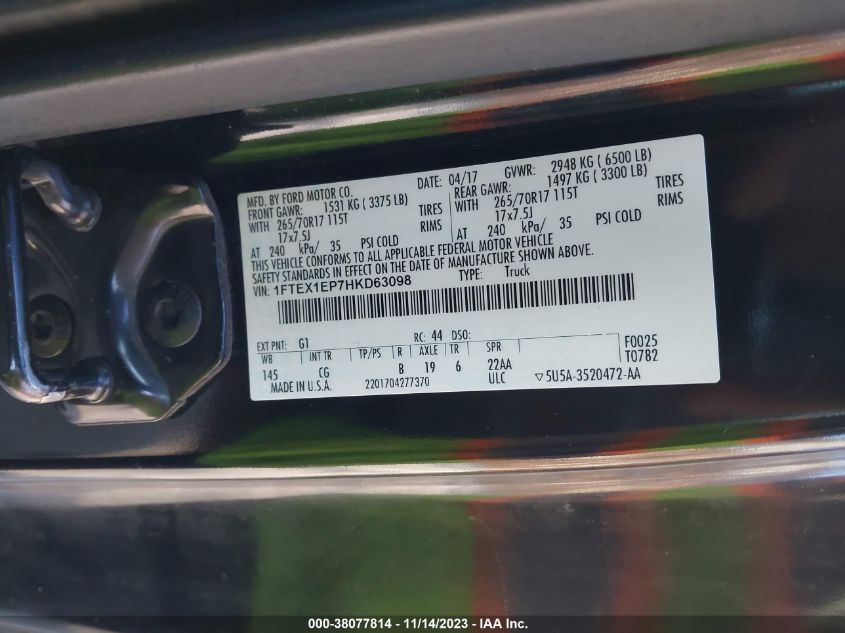 MFD. BY FORD MOTOR CO.
DATE: 04/17 GVWR: 2948 KG ( 6500 LB)
FRONT GAWR: 1531 KG ( 3375 LB) REAR GAWR: 1497 KG ( 3300 LB)
WITH 265/70R17 115T TIRES WITH 265/70R17 115T TIRES
17x7.5J RIMS 17x7.5J RIMS
AT 240 kPa/ 35 PSI COLD AT 240 kPa/ 35 PSI COLD
THIS VEHICLE CONFORMS TO ALL APPLICABLE FEDERAL MOTOR VEHICLE
SAFETY STANDARDS IN EFFECT ON THE DATE OF MANUFACTURE SHOWN ABOVE.
VIN: 1FTEX1EP7HKD63098 TYPE: Truck
EXT PNT: G1 RC: 44 DSO: F0025
WB INT TR TP/PS R AXLE TR SPR T0782
145 CG B 19 6 22AA
MADE IN U.S.A. 2201704277370 ULC ▽5U5A-3520472-AA
000-38077814 - 11/14/2023 - IAA Inc.